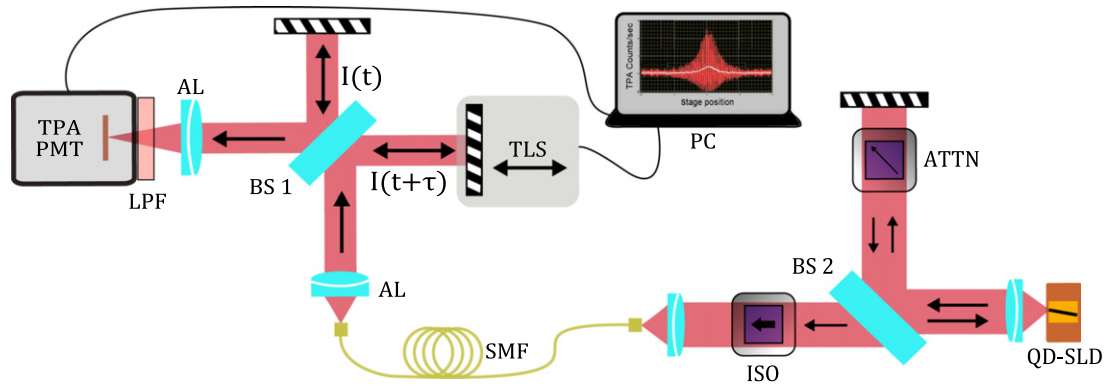 TPA Counts/sec
Stage position
PC
I(t)
AL
TPA
PMT
LPF
BS 1
TLS
I(t+τ)
ATTN
BS 2
AL
SMF
ISO
QD-SLD